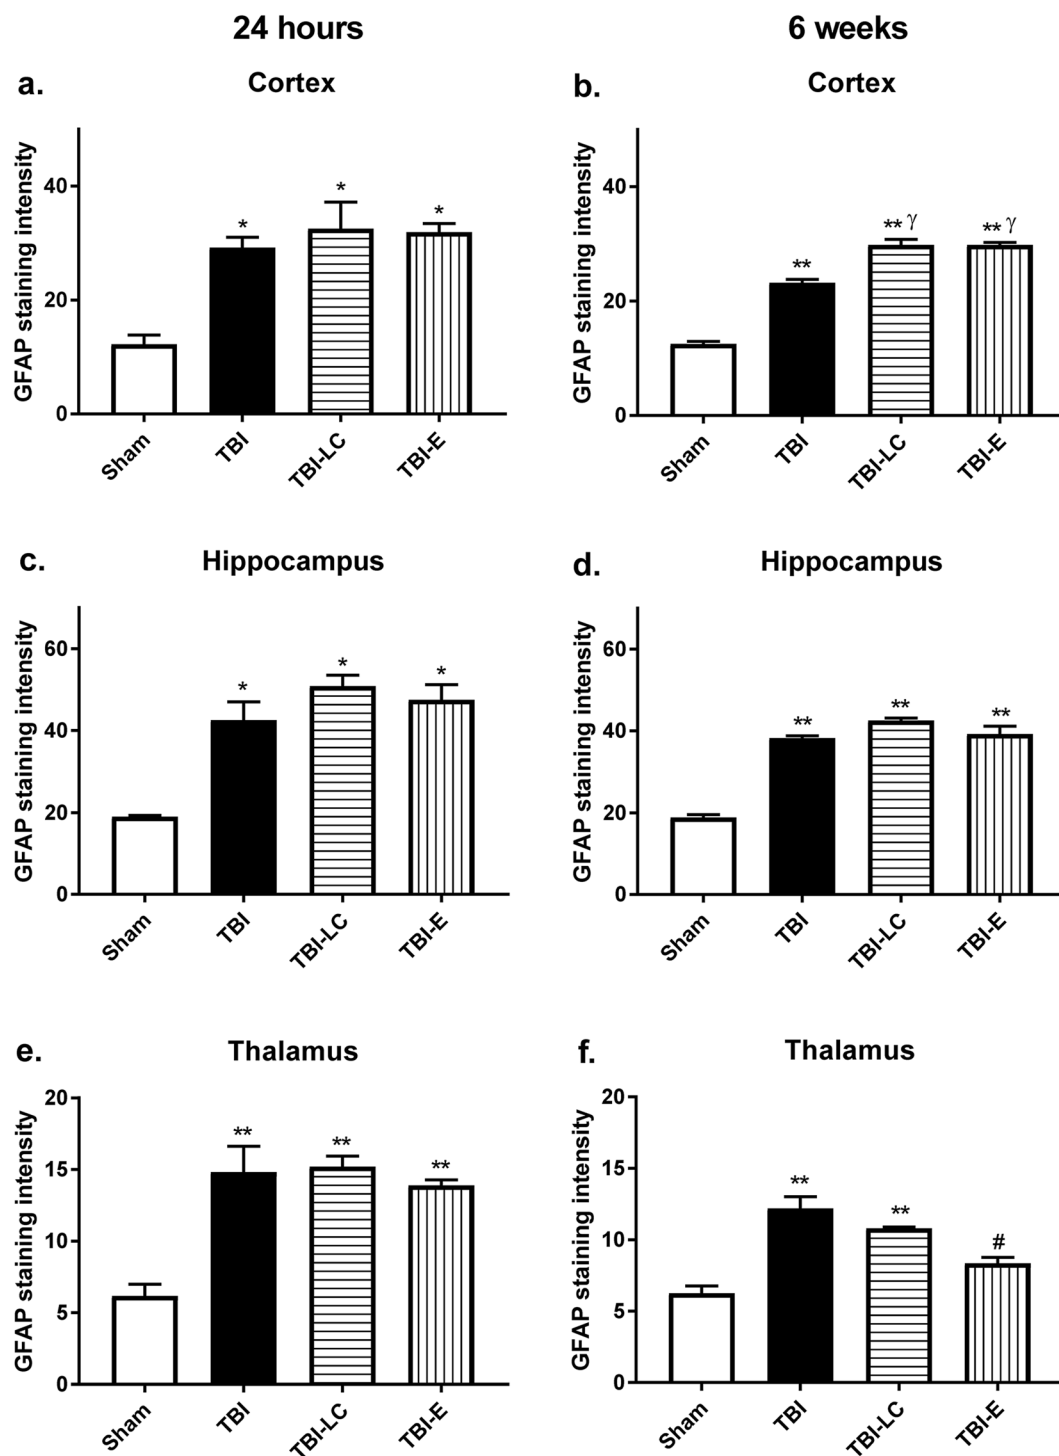 24 hours 6 weeks
a. Cortex b. Cortex
GFAP staining intensity
40
20
0
* * *
Sham TBI TBI-LC TBI-E
GFAP staining intensity
40
20
0
** ** γ ** γ
Sham TBI TBI-LC TBI-E
c. Hippocampus d. Hippocampus
GFAP staining intensity
60
40
20
0
* * *
Sham TBI TBI-LC TBI-E
GFAP staining intensity
60
40
20
0
** ** **
Sham TBI TBI-LC TBI-E
e. Thalamus f. Thalamus
GFAP staining intensity
20
15
10
5
0
** ** **
Sham TBI TBI-LC TBI-E
GFAP staining intensity
20
15
10
5
0
** ** #
Sham TBI TBI-LC TBI-E